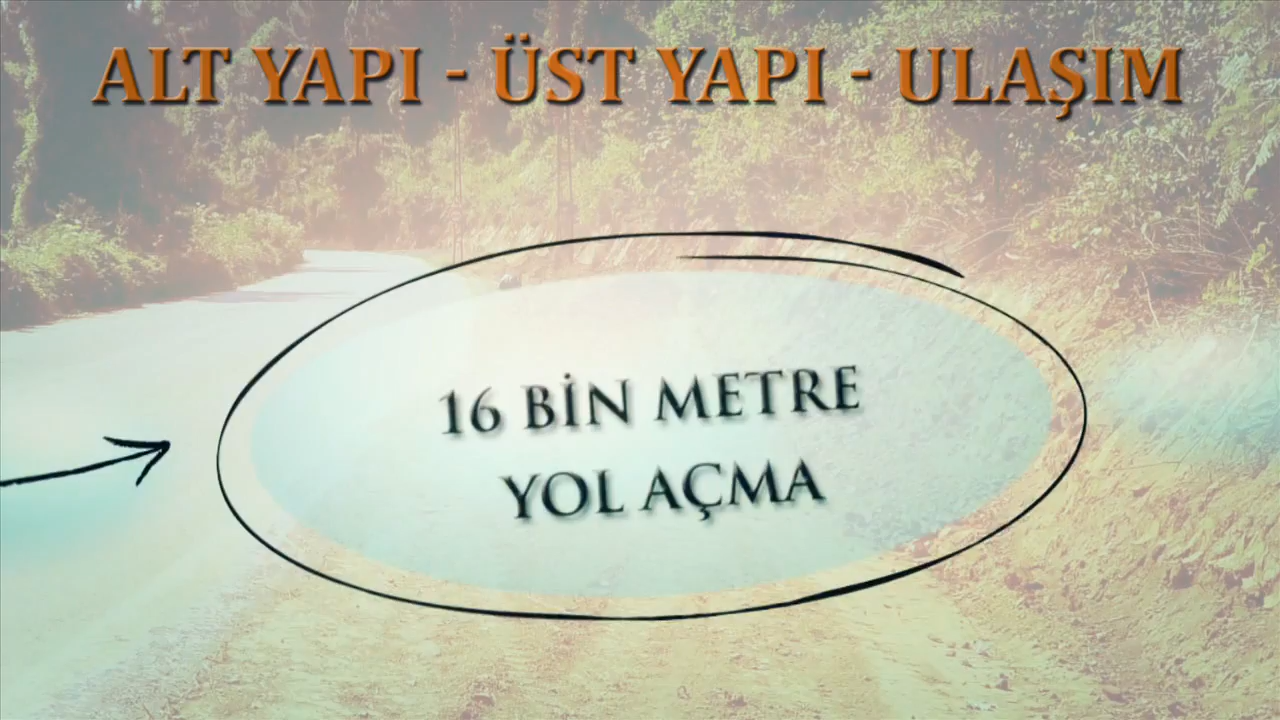 ALT YAPI - ÜST YAPI - ULAŞIM
16 BİN METRE
YOL AÇMA